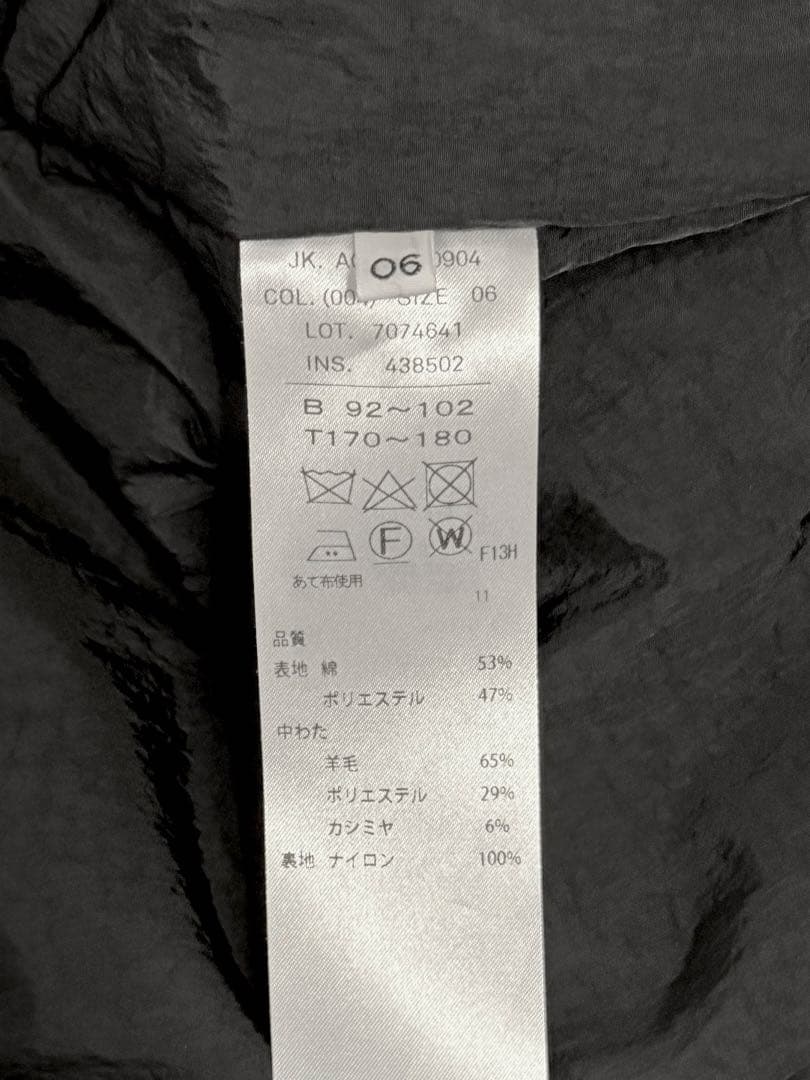 06
JK. 0904
COL. SIZE 06
LOT. 7074641
INS. 438502
B 92～102
T170～180
F W F13H
あて布使用
11
品質
表地 綿 53%
ポリエステル 47%
中わた
羊毛 65%
ポリエステル 29%
カシミヤ 6%
裏地 ナイロン 100%